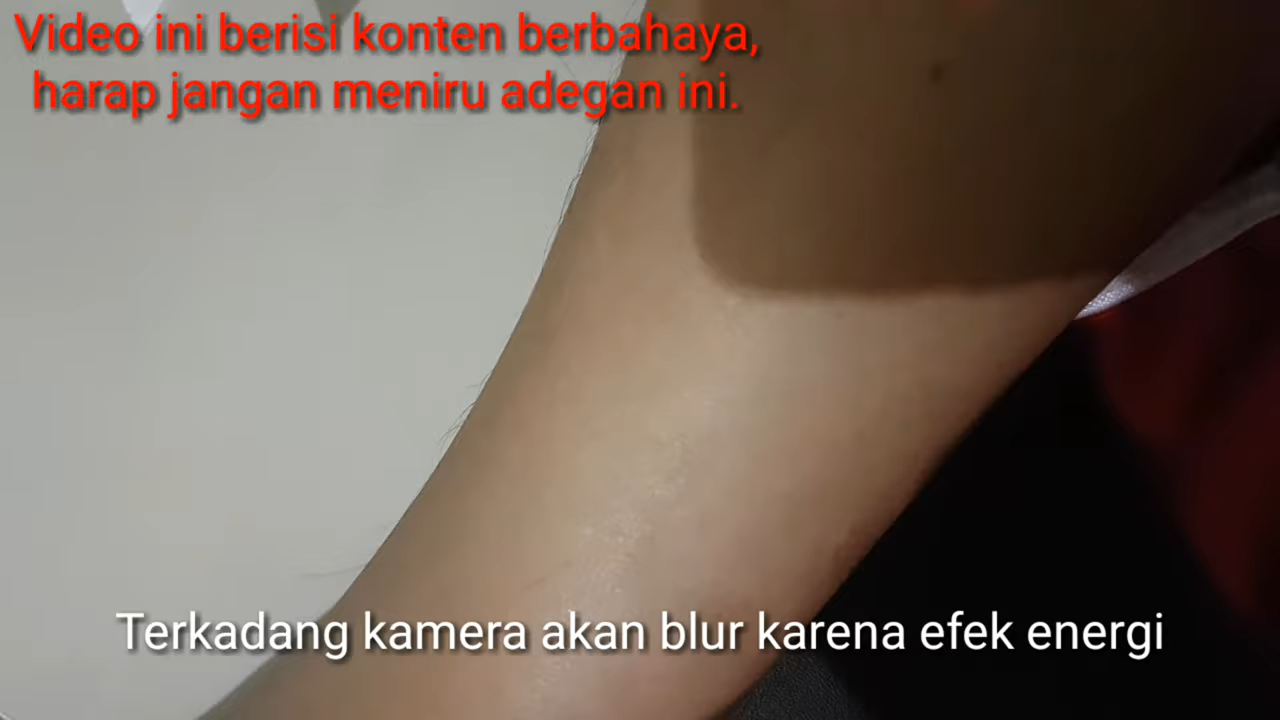 Video ini berisi konten berbahaya,
harap jangan meniru adegan ini.
Terkadang kamera akan blur karena efek energi